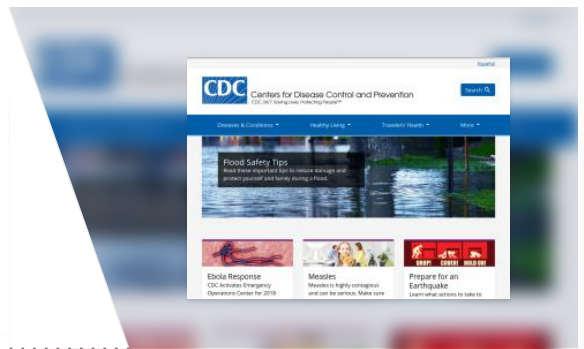 Español
CDC
Centers for Disease Control and Prevention
CDC 24/7: Saving Lives, Protecting People™
Search
Diseases & Conditions
Healthy Living
Travelers' Health
More
Flood Safety Tips
Read these important tips to reduce damage and
protect yourself and family during a flood.
Ebola Response
CDC Activates Emergency
Operations Center for 2018
Measles
Measles is highly contagious
and can be serious. Make sure
DROP! COVER! HOLD ON!
Prepare for an
Earthquake
Learn what actions to take to